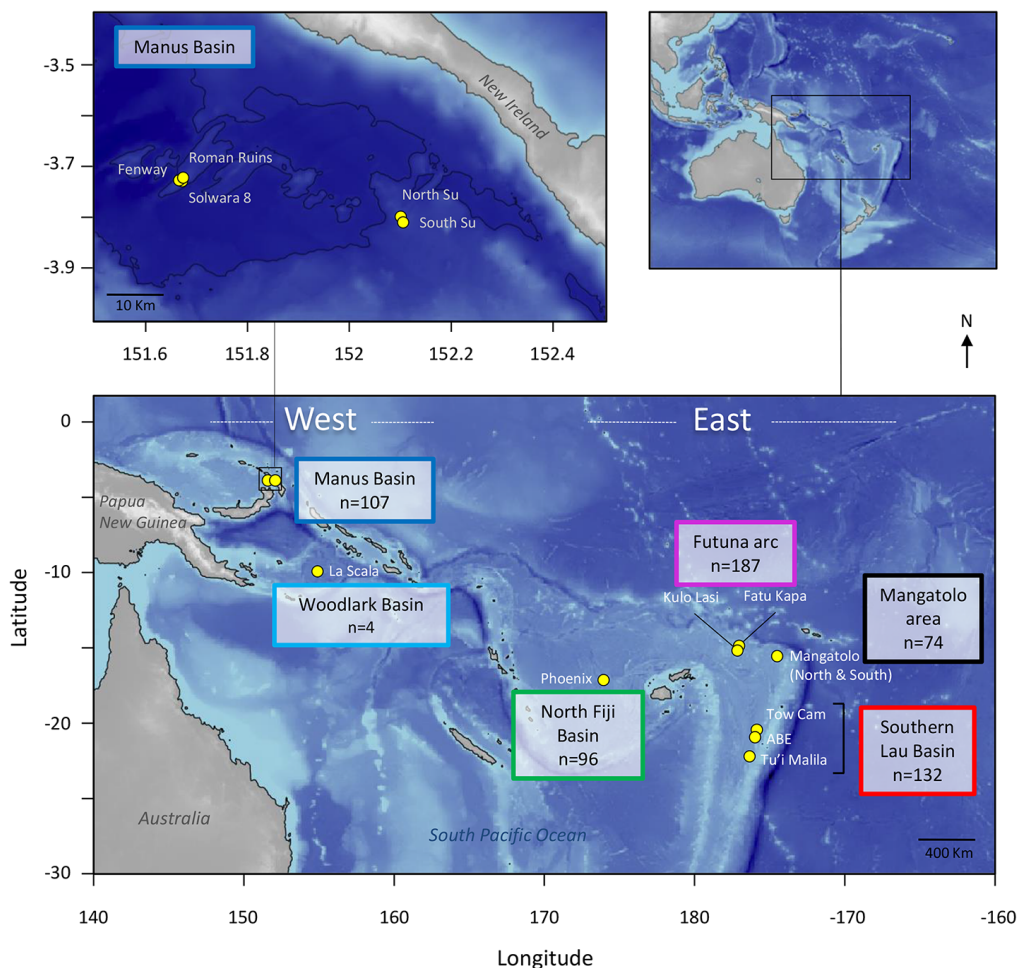 Manus Basin
New Ireland
Roman Ruins
Fenway
Solwara 8
North Su
South Su
10 Km
-3.5
-3.7
-3.9
151.6
151.8
152
152.2
152.4
N
West
East
Manus Basin
n=107
Papua
New Guinea
La Scala
Woodlark Basin
n=4
Futuna arc
n=187
Kulo Lasi
Fatu Kapa
Mangatolo
area
n=74
Mangatolo
(North & South)
Phoenix
North Fiji
Basin
n=96
Tow Cam
ABE
Tu'i Malila
Southern
Lau Basin
n=132
Australia
South Pacific Ocean
400 Km
0
-10
-20
-30
Latitude
140
150
160
170
180
-170
-160
Longitude